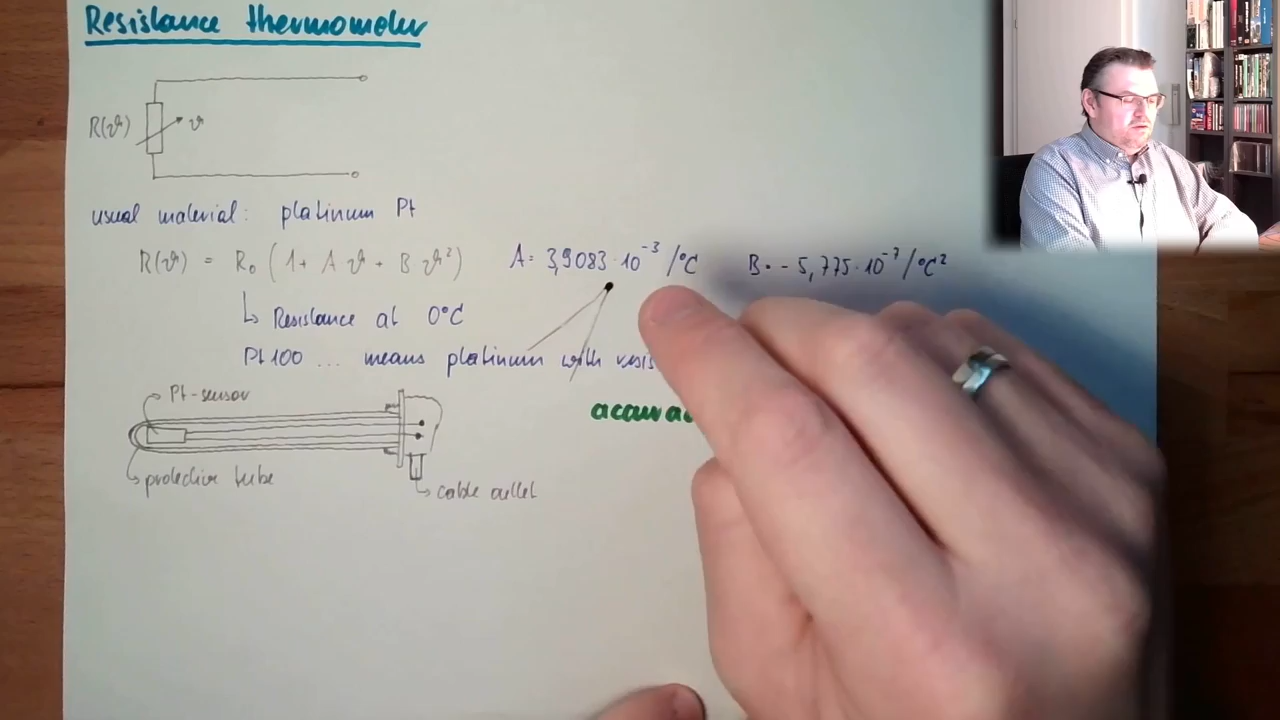 Resistance thermometer
R(ϑ)
ϑ
usual material: platinum Pt
R(ϑ) = R₀ (1 + A ϑ + B ϑ²) A = 3,9083·10⁻³ /°C B = -5,775·10⁻⁷ /°C²
↳ Resistance at 0°C
Pt100 ... means platinum with
Pt-sensor
protective tube
cable outlet